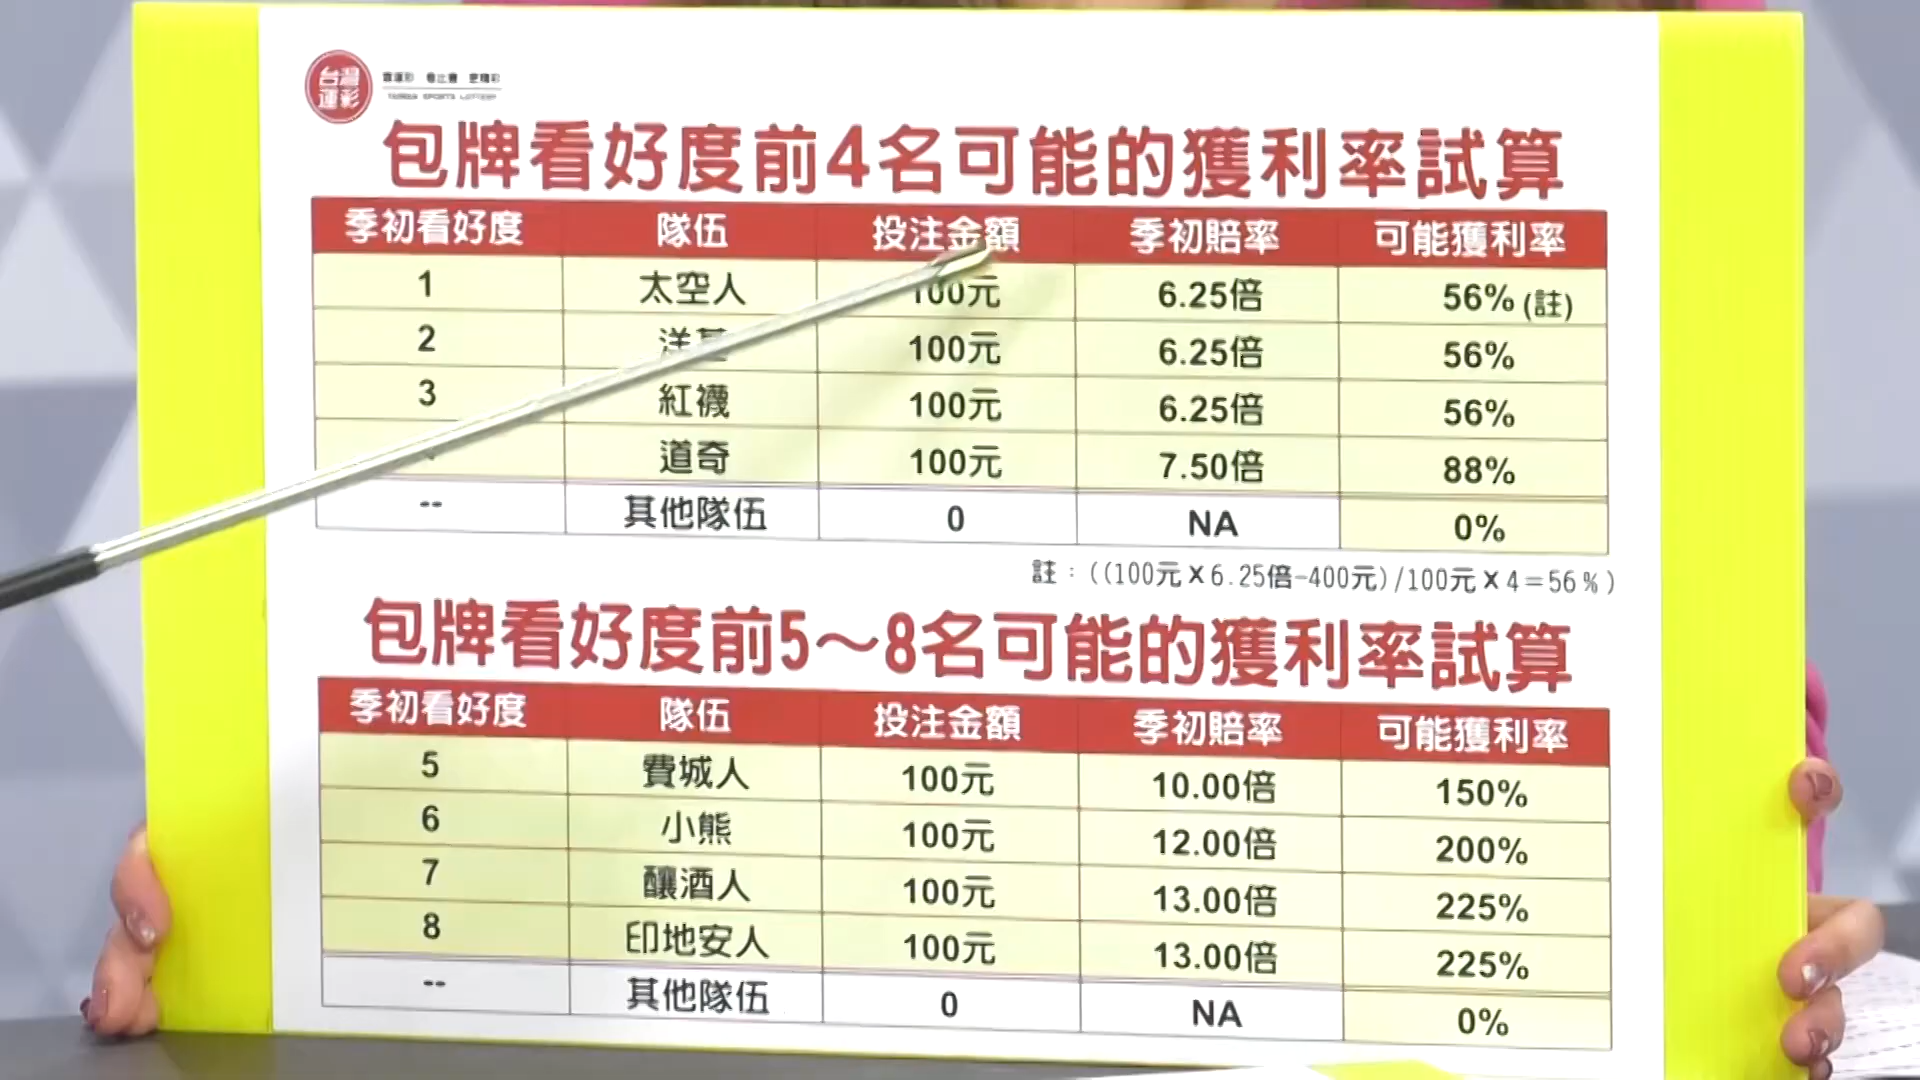 台灣運彩
TAIWAN SPORTS LOTTERY
包牌看好度前4名可能的獲利率試算
季初看好度 隊伍 投注金額 季初賠率 可能獲利率
1 太空人 100元 6.25倍 56% (註)
2 洋基 100元 6.25倍 56%
3 紅襪 100元 6.25倍 56%
道奇 100元 7.50倍 88%
-- 其他隊伍 0 NA 0%
註：((100元X6.25倍-400元)/100元X4=56%)
包牌看好度前5～8名可能的獲利率試算
季初看好度 隊伍 投注金額 季初賠率 可能獲利率
5 費城人 100元 10.00倍 150%
6 小熊 100元 12.00倍 200%
7 釀酒人 100元 13.00倍 225%
8 印地安人 100元 13.00倍 225%
-- 其他隊伍 0 NA 0%